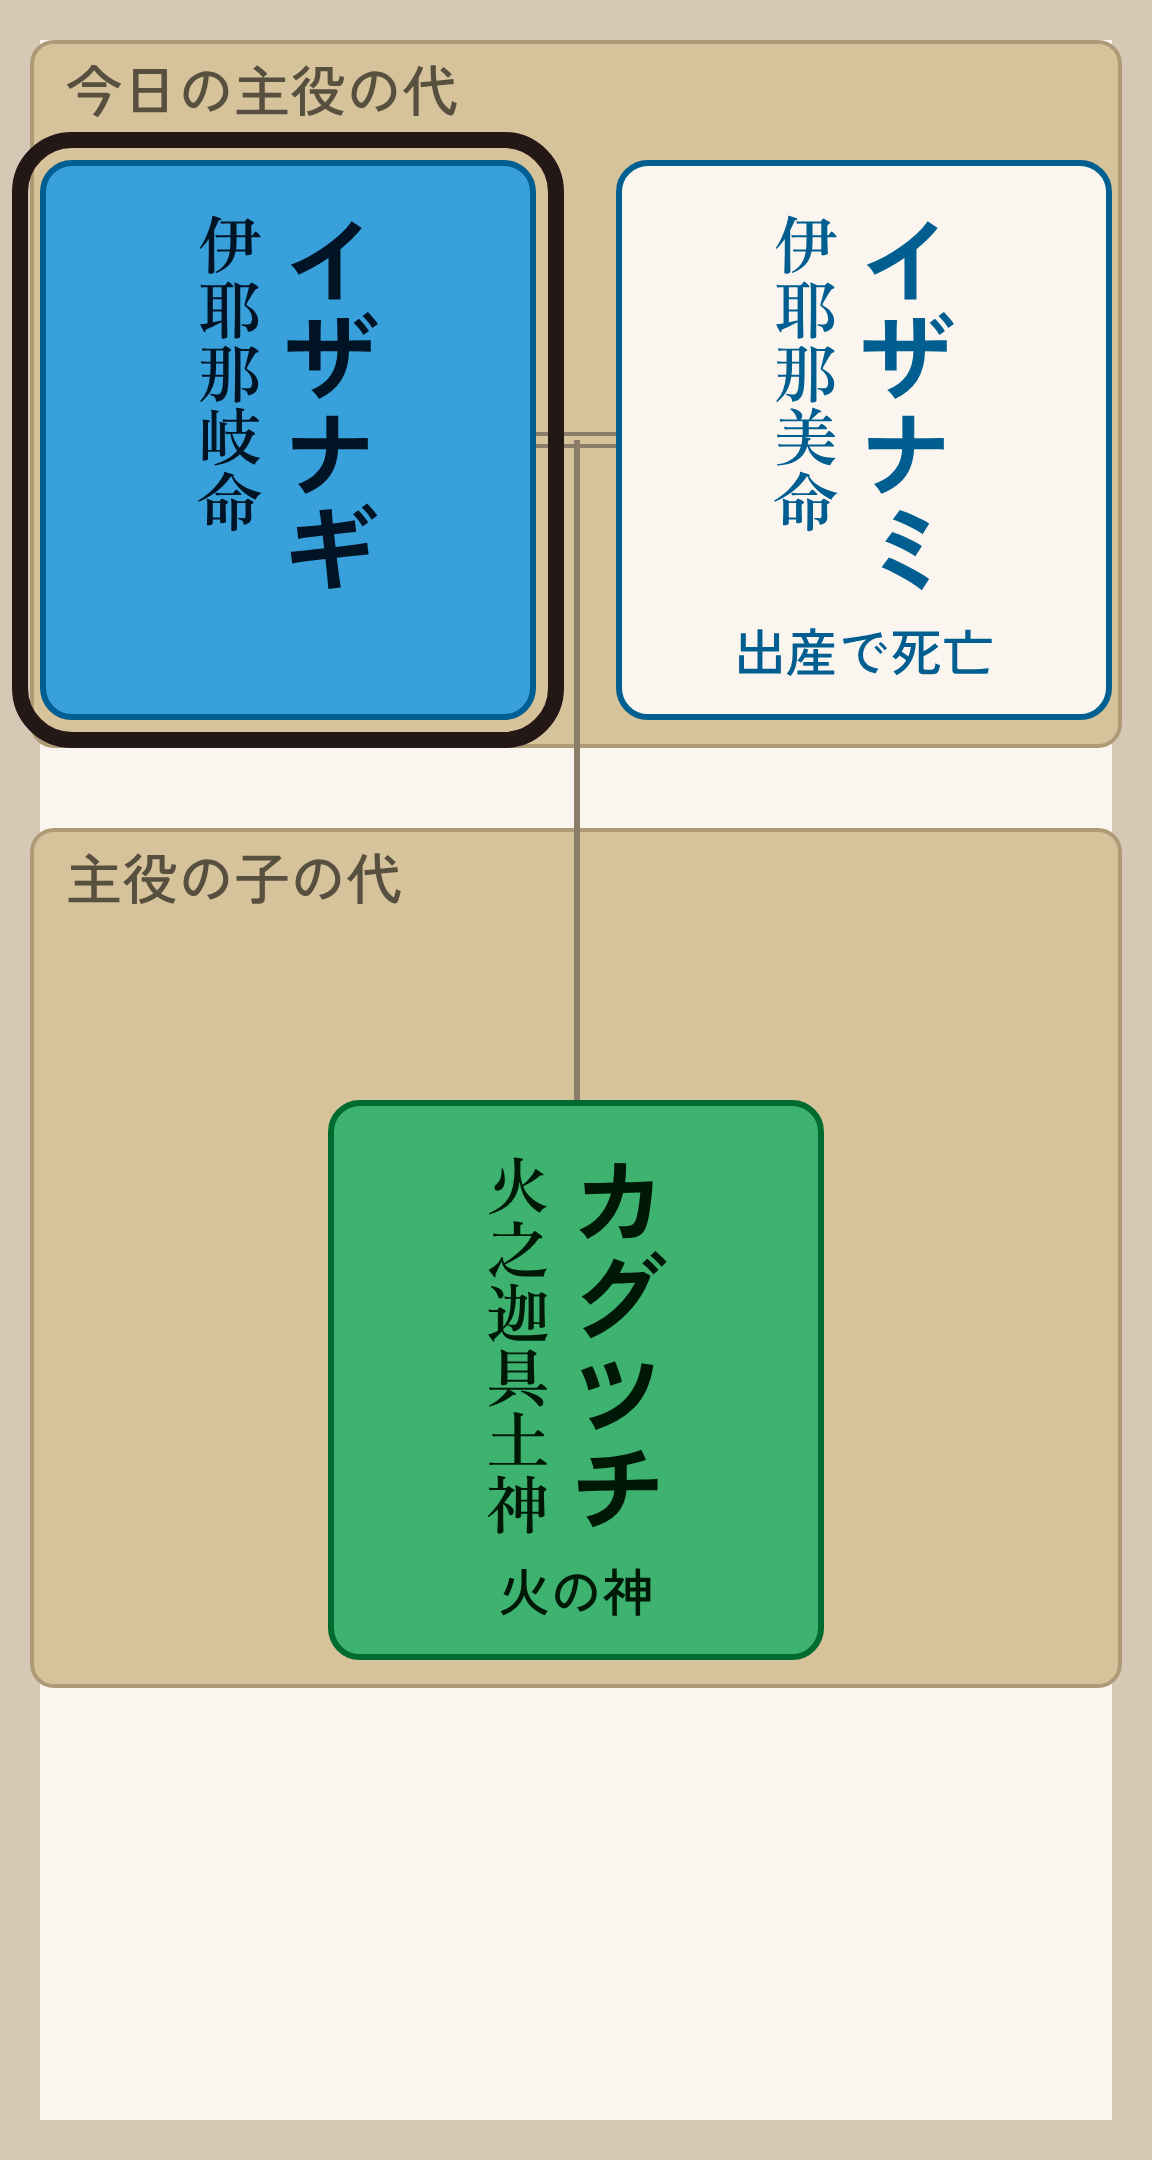 今日の主役の代
イザナギ
伊耶那岐命
イザナミ
伊耶那美命
出産で死亡
主役の子の代
カグツチ
火之迦具土神
火の神